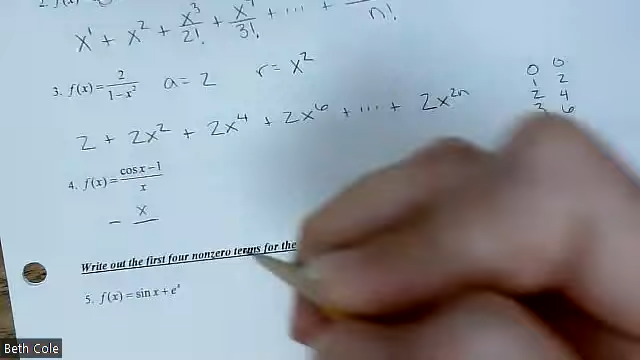 2. f(x)
x¹ + x² + x³/2! + x⁴/3! + ... + n!
3. f(x) = 2/(1-x²) a = 2 r = x²
2 + 2x² + 2x⁴ + 2x⁶ + ... + 2x²ⁿ
0 0
1 2
2 4
3 6
4. f(x) = (cos x - 1)/x
- x
Write out the first four nonzero terms for the
5. f(x) = sin x + eˣ
Beth Cole